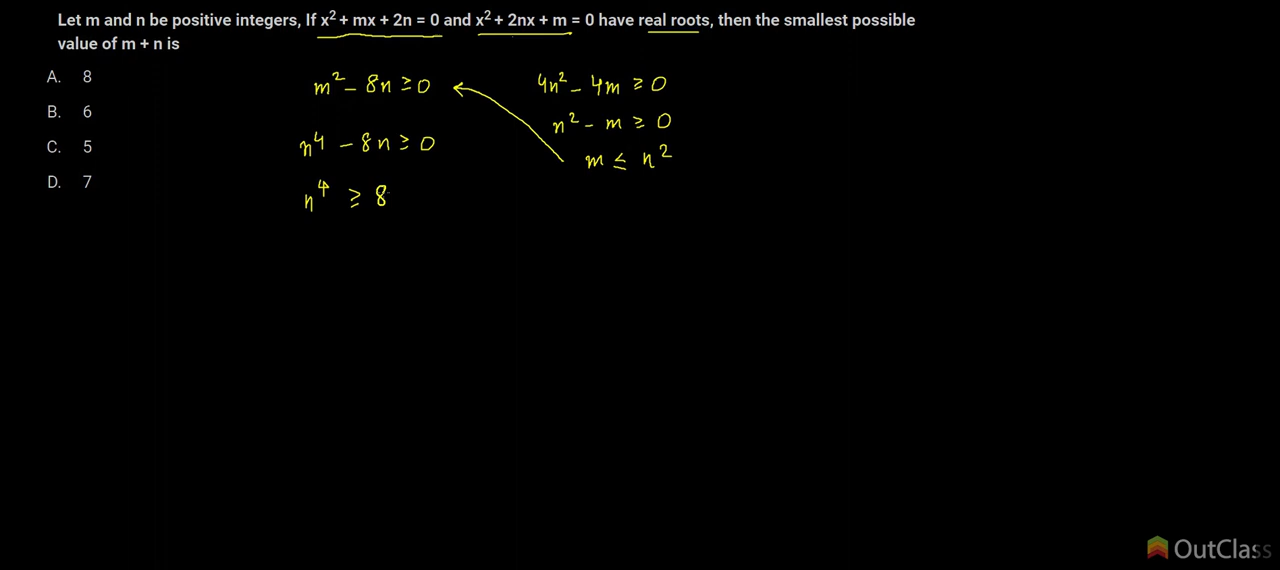 Let m and n be positive integers, If x² + mx + 2n = 0 and x² + 2nx + m = 0 have real roots, then the smallest possible
value of m + n is
A. 8
B. 6
C. 5
D. 7
m² - 8n ≥ 0
n⁴ - 8n ≥ 0
n⁴ ≥ 8
4n² - 4m ≥ 0
n² - m ≥ 0
m ≤ n²
OutClass